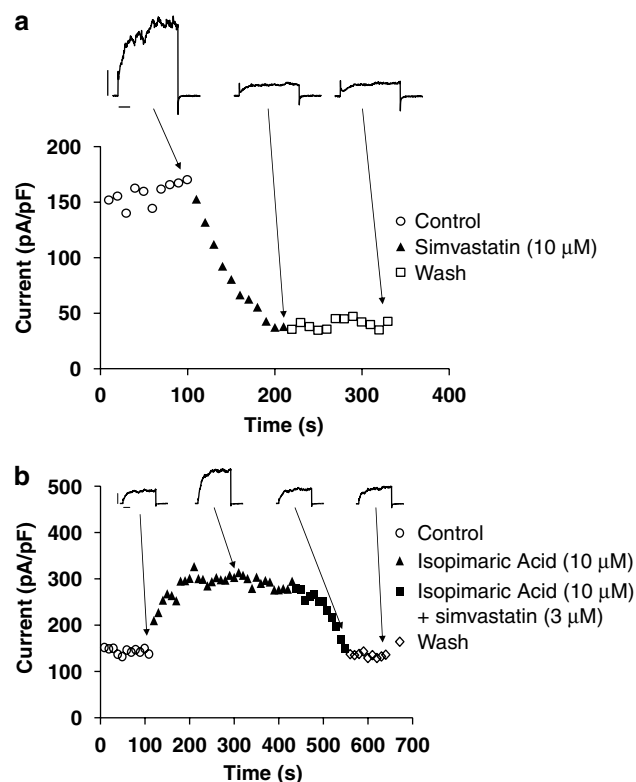 a
200
150
100
50
0
Current (pA/pF)
0 100 200 300 400
Time (s)
Control
Simvastatin (10 μM)
Wash
b
500
400
300
200
100
0
Current (pA/pF)
0 100 200 300 400 500 600 700
Time (s)
Control
Isopimaric Acid (10 μM)
Isopimaric Acid (10 μM)
+ simvastatin (3 μM)
Wash